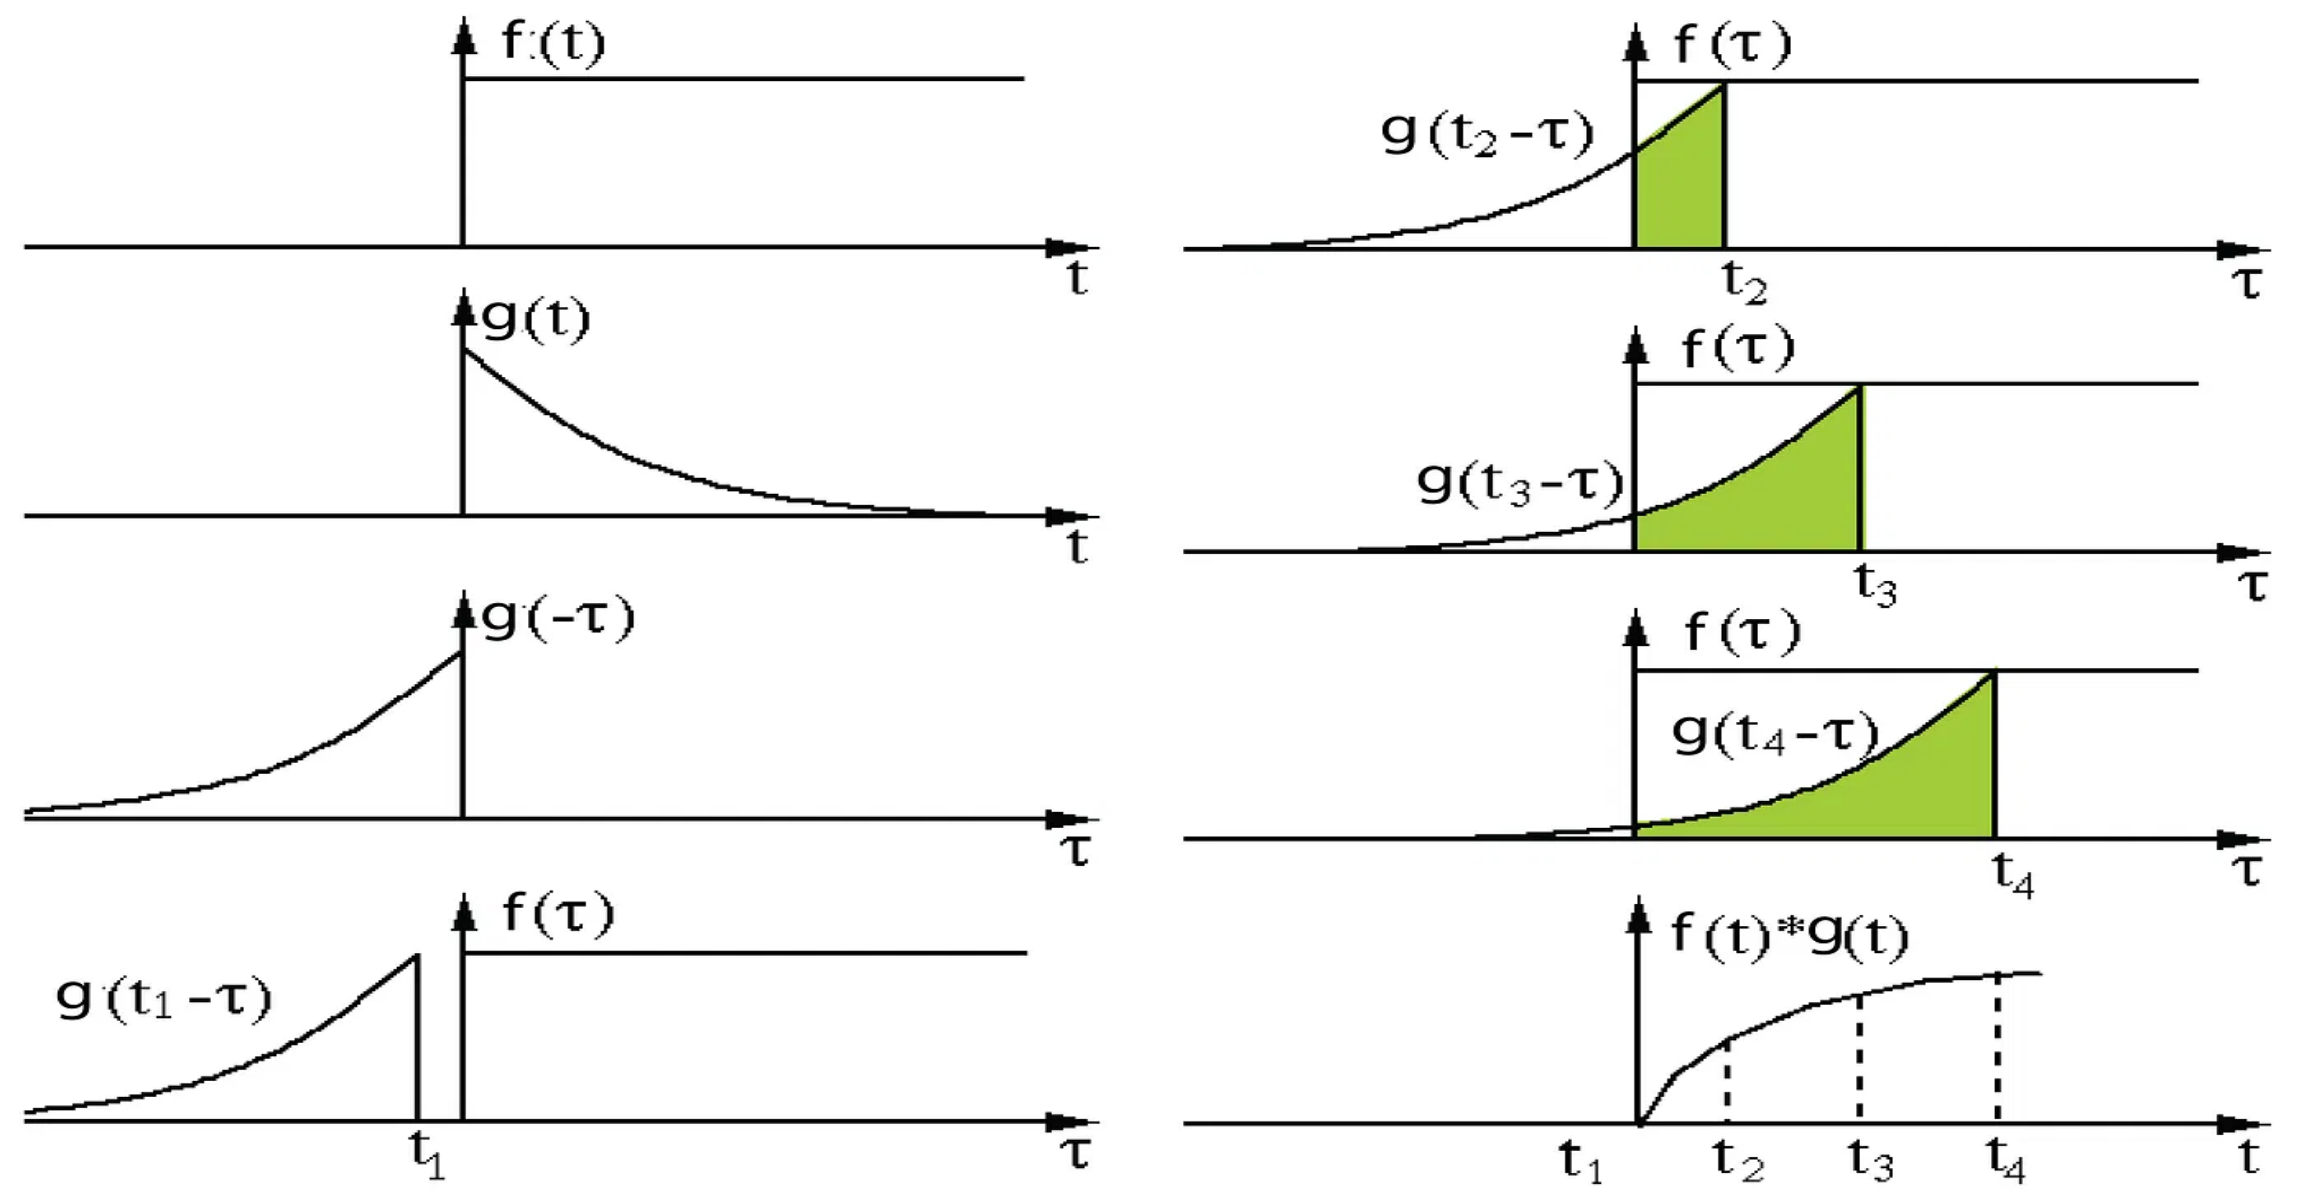 f(t)
t
g(t)
t
g(-τ)
τ
f(τ)
g(t1-τ)
t1
τ
f(τ)
g(t2-τ)
t2
τ
f(τ)
g(t3-τ)
t3
τ
f(τ)
g(t4-τ)
t4
τ
f(t)*g(t)
t1 t2 t3 t4 t